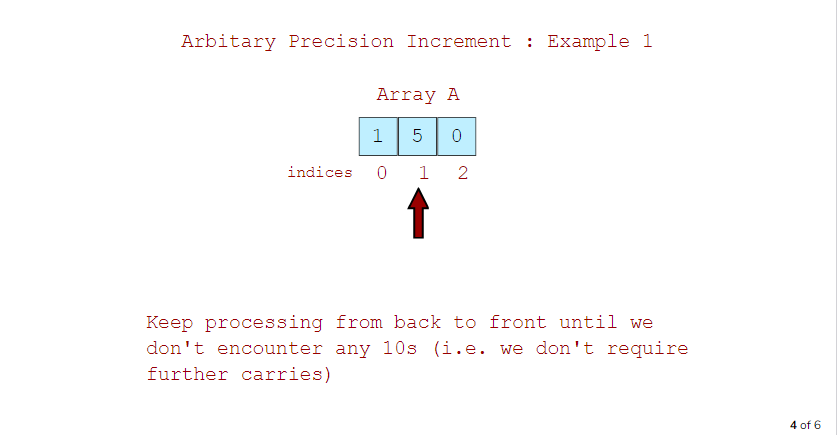 Arbitary Precision Increment : Example 1
Array A
1 5 0
indices 0 1 2
Keep processing from back to front until we
don't encounter any 10s (i.e. we don't require
further carries)
4 of 6